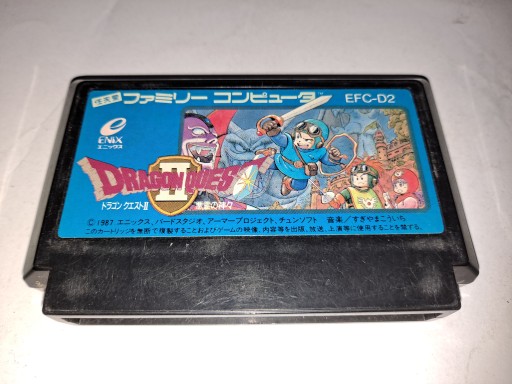 任天堂 ファミリー コンピュータ™ EFC-D2
ENIX
エニックス
DRAGON QUEST
II
ドラゴンクエストII 悪霊の神々
© 1987 エニックス、バードスタジオ、アーマープロジェクト、チュンソフト 音楽/すぎやまこういち
このカートリッジを無断で複製することおよびゲームの映像、内容等を出版、放送、上演等に使用することを禁する。